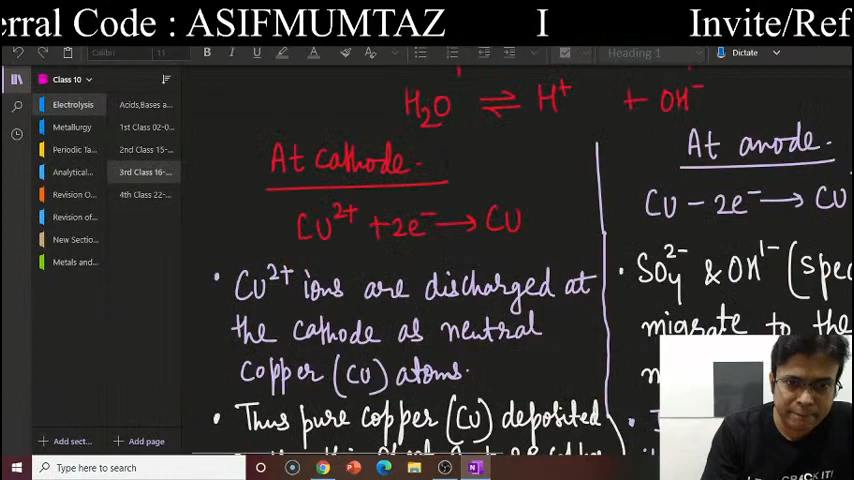 erral Code : ASIFMUMTAZ I Invite/Ref
Calibri 11 B I U Heading 1 Dictate
Class 10
Electrolysis
Metallurgy
Periodic Ta...
Analytical...
Revision O...
Revision of...
New Sectio...
Metals and...
Acids,Bases a...
1st Class 02-0...
2nd Class 15-...
3rd Class 16-...
4th Class 22-...
Add sect...
Add page
H₂O ⇌ H⁺ + OH⁻
At cathode.
Cu²⁺ + 2e⁻ → Cu
• Cu²⁺ ions are discharged at
the cathode as neutral
copper (Cu) atoms.
• Thus pure copper (Cu) deposited
At anode.
Cu - 2e⁻ → Cu
• SO₄²⁻ & OH¹⁻ (spec
migrate to the
CRACK IT!
Type here to search